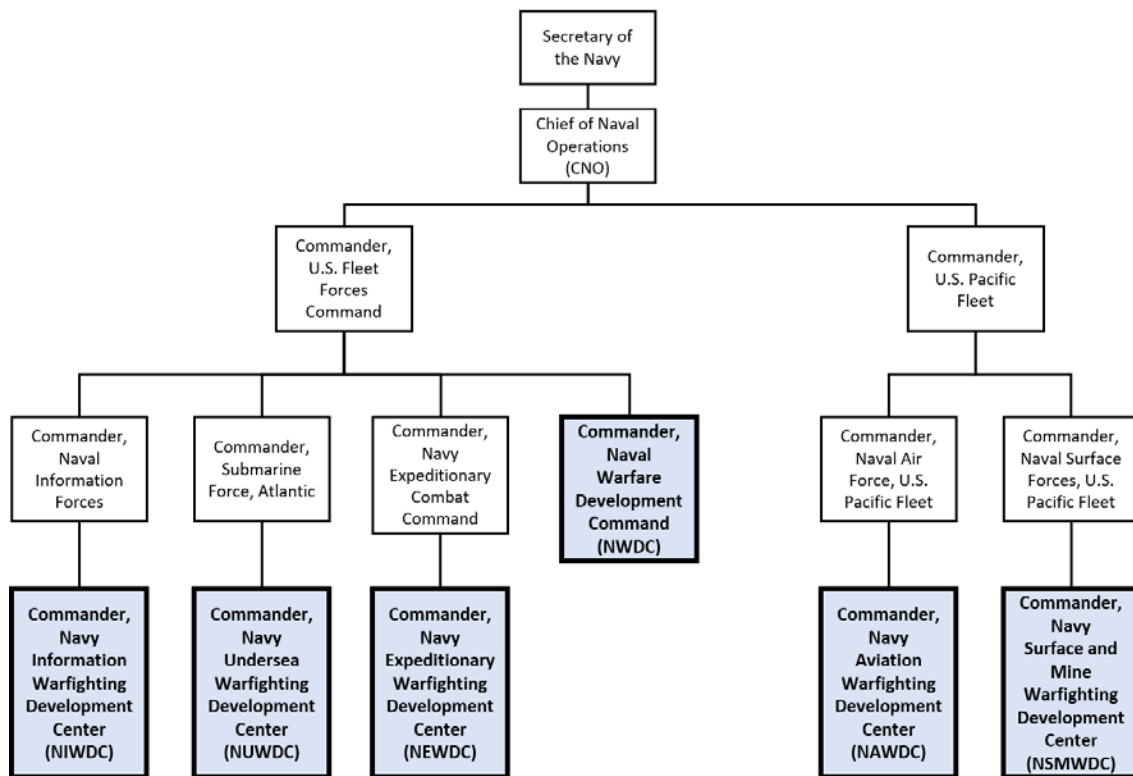 Secretary of
the Navy
Chief of Naval
Operations
(CNO)
Commander,
U.S. Fleet
Forces
Command
Commander,
U.S. Pacific
Fleet
Commander,
Naval
Information
Forces
Commander,
Submarine
Force, Atlantic
Commander,
Navy
Expeditionary
Combat
Command
Commander,
Naval
Warfare
Development
Command
(NWDC)
Commander,
Naval Air
Force, U.S.
Pacific Fleet
Commander,
Naval Surface
Forces, U.S.
Pacific Fleet
Commander,
Navy
Information
Warfighting
Development
Center
(NIWDC)
Commander,
Navy
Undersea
Warfighting
Development
Center
(NUWDC)
Commander,
Navy
Expeditionary
Warfighting
Development
Center
(NEWDC)
Commander,
Navy
Aviation
Warfighting
Development
Center
(NAWDC)
Commander,
Navy
Surface and
Mine
Warfighting
Development
Center
(NSMWDC)